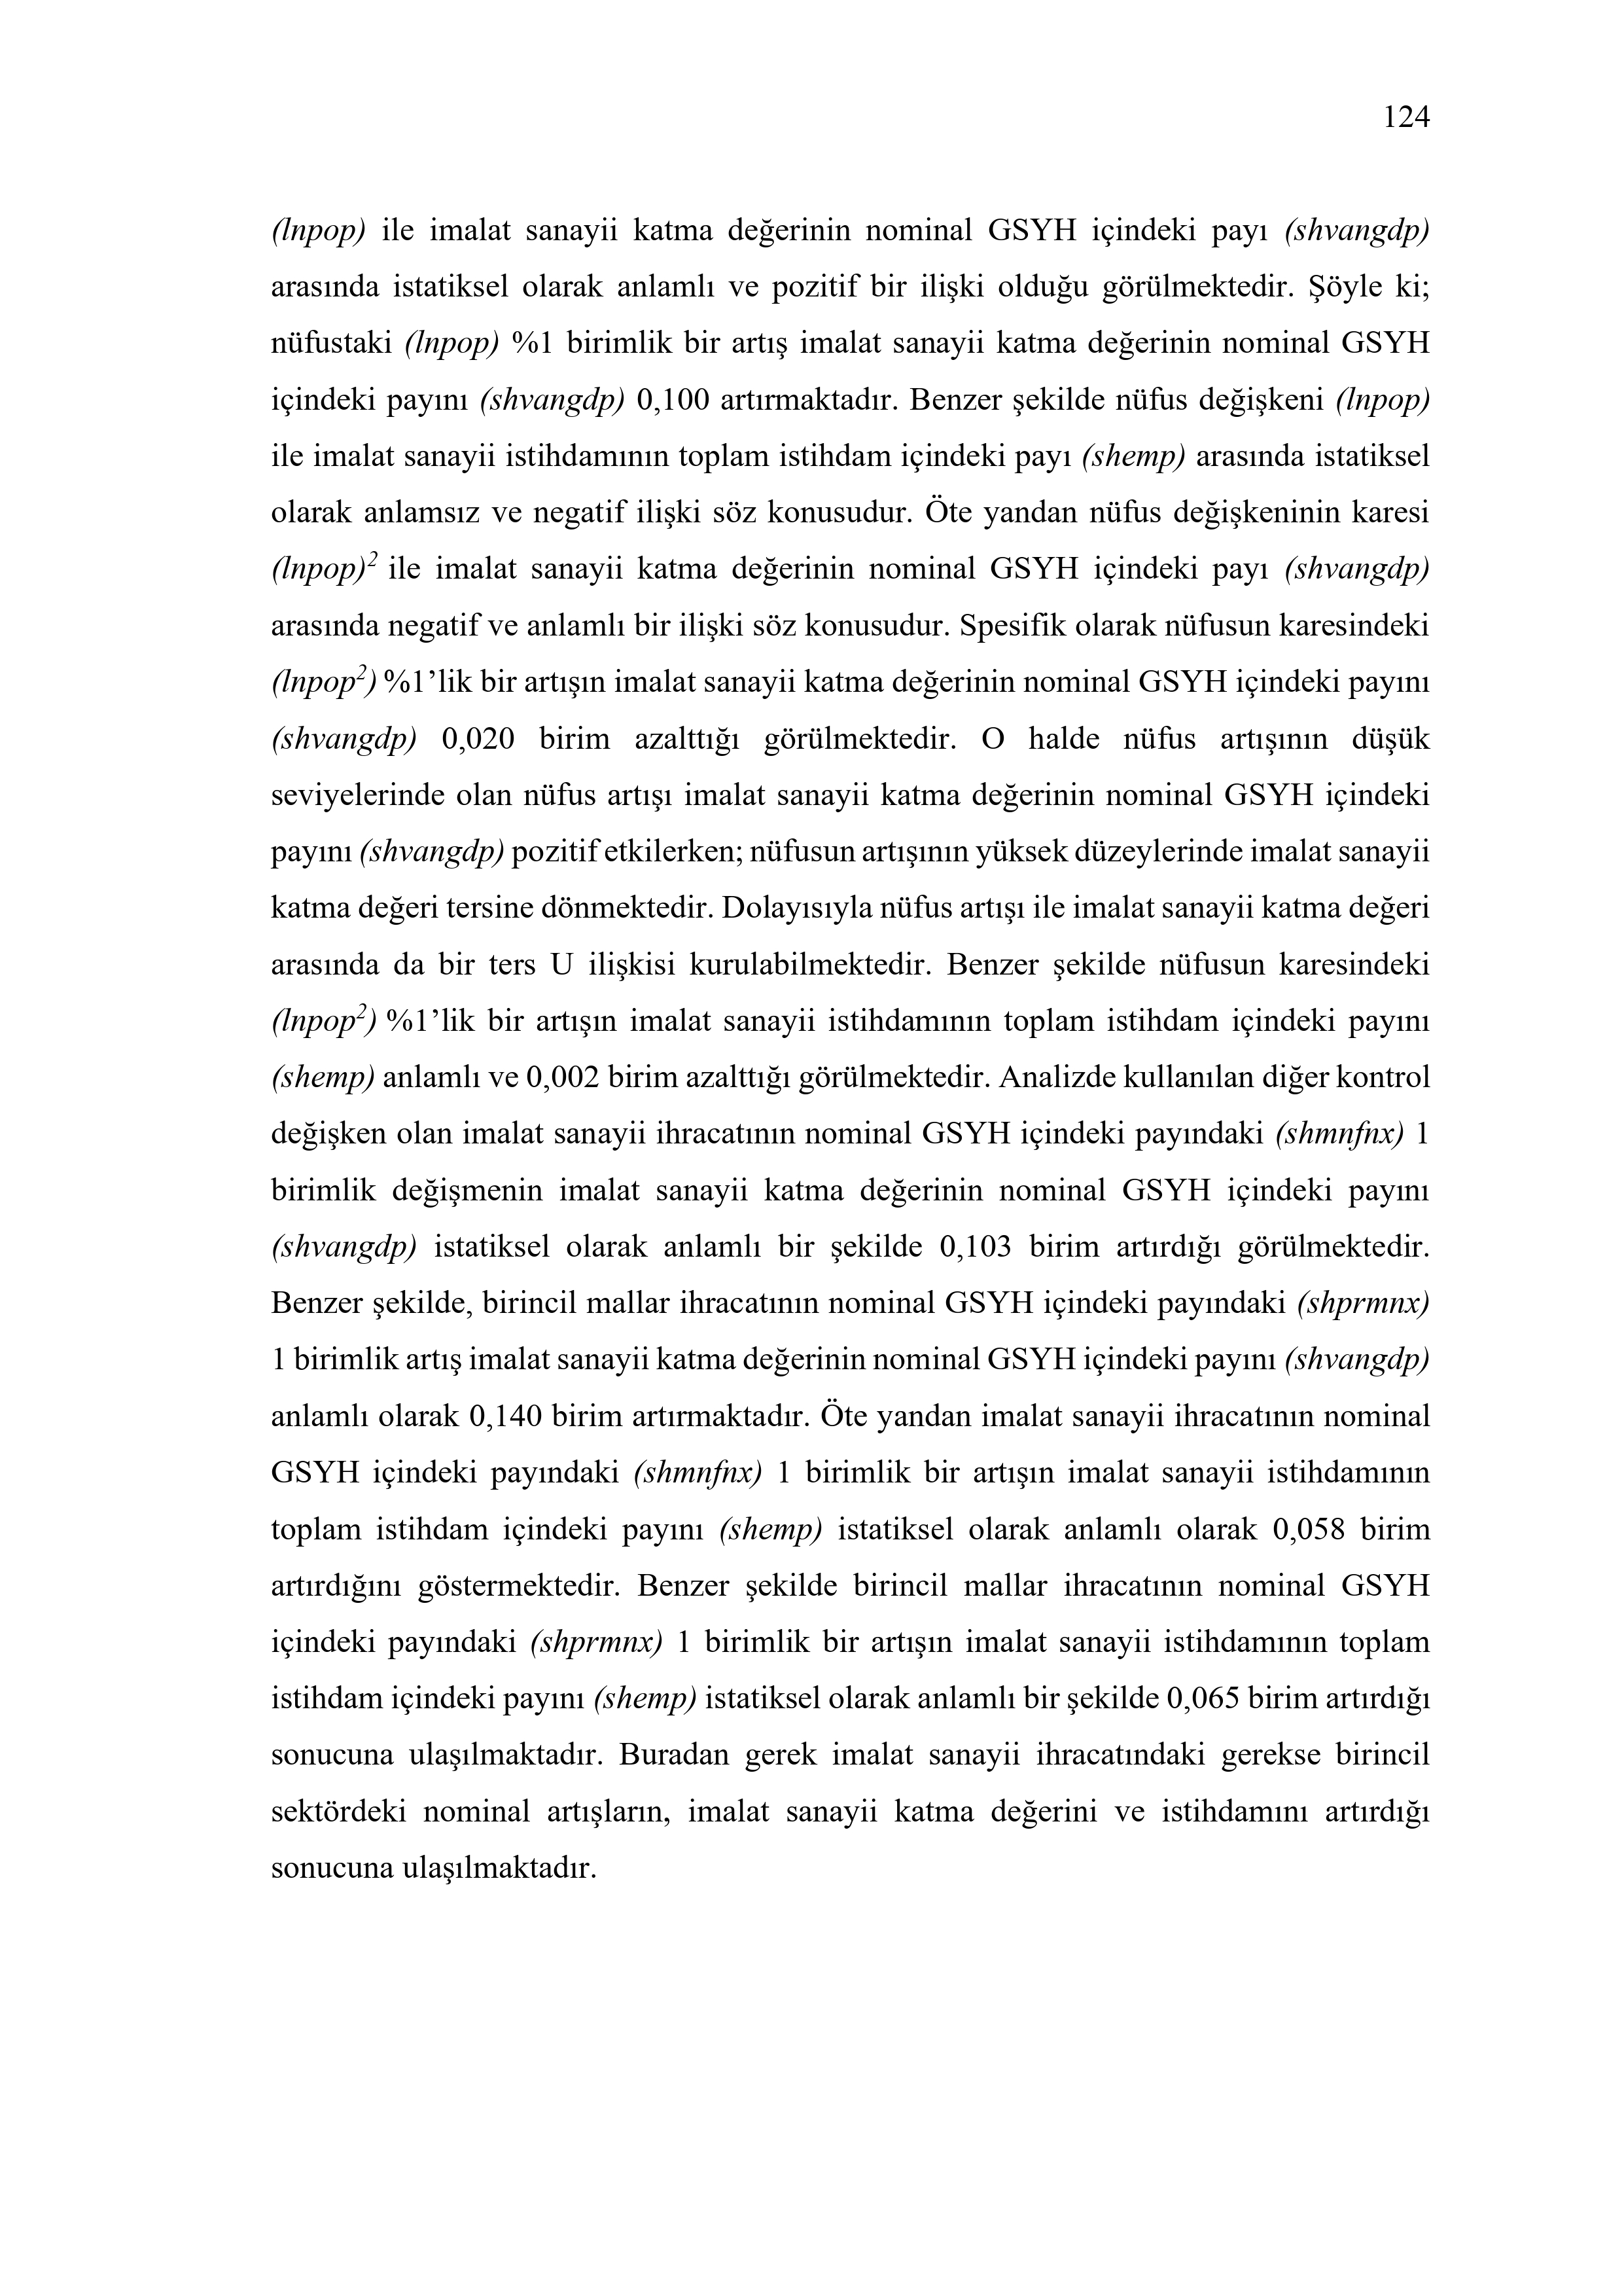 124
(lnpop) ile imalat sanayii katma değerinin nominal GSYH içindeki payı (shvangdp)
arasında istatiksel olarak anlamlı ve pozitif bir ilişki olduğu görülmektedir. Şöyle ki;
nüfustaki (lnpop) %1 birimlik bir artış imalat sanayii katma değerinin nominal GSYH
içindeki payını (shvangdp) 0,100 artırmaktadır. Benzer şekilde nüfus değişkeni (lnpop)
ile imalat sanayii istihdamının toplam istihdam içindeki payı (shemp) arasında istatiksel
olarak anlamsız ve negatif ilişki söz konusudur. Öte yandan nüfus değişkeninin karesi
(lnpop)² ile imalat sanayii katma değerinin nominal GSYH içindeki payı (shvangdp)
arasında negatif ve anlamlı bir ilişki söz konusudur. Spesifik olarak nüfusun karesindeki
(lnpop²) %1’lik bir artışın imalat sanayii katma değerinin nominal GSYH içindeki payını
(shvangdp) 0,020 birim azalttığı görülmektedir. O halde nüfus artışının düşük
seviyelerinde olan nüfus artışı imalat sanayii katma değerinin nominal GSYH içindeki
payını (shvangdp) pozitif etkilerken; nüfusun artışının yüksek düzeylerinde imalat sanayii
katma değeri tersine dönmektedir. Dolayısıyla nüfus artışı ile imalat sanayii katma değeri
arasında da bir ters U ilişkisi kurulabilmektedir. Benzer şekilde nüfusun karesindeki
(lnpop²) %1’lik bir artışın imalat sanayii istihdamının toplam istihdam içindeki payını
(shemp) anlamlı ve 0,002 birim azalttığı görülmektedir. Analizde kullanılan diğer kontrol
değişken olan imalat sanayii ihracatının nominal GSYH içindeki payındaki (shmnfnx) 1
birimlik değişmenin imalat sanayii katma değerinin nominal GSYH içindeki payını
(shvangdp) istatiksel olarak anlamlı bir şekilde 0,103 birim artırdığı görülmektedir.
Benzer şekilde, birincil mallar ihracatının nominal GSYH içindeki payındaki (shprmnx)
1 birimlik artış imalat sanayii katma değerinin nominal GSYH içindeki payını (shvangdp)
anlamlı olarak 0,140 birim artırmaktadır. Öte yandan imalat sanayii ihracatının nominal
GSYH içindeki payındaki (shmnfnx) 1 birimlik bir artışın imalat sanayii istihdamının
toplam istihdam içindeki payını (shemp) istatiksel olarak anlamlı olarak 0,058 birim
artırdığını göstermektedir. Benzer şekilde birincil mallar ihracatının nominal GSYH
içindeki payındaki (shprmnx) 1 birimlik bir artışın imalat sanayii istihdamının toplam
istihdam içindeki payını (shemp) istatiksel olarak anlamlı bir şekilde 0,065 birim artırdığı
sonucuna ulaşılmaktadır. Buradan gerek imalat sanayii ihracatındaki gerekse birincil
sektördeki nominal artışların, imalat sanayii katma değerini ve istihdamını artırdığı
sonucuna ulaşılmaktadır.